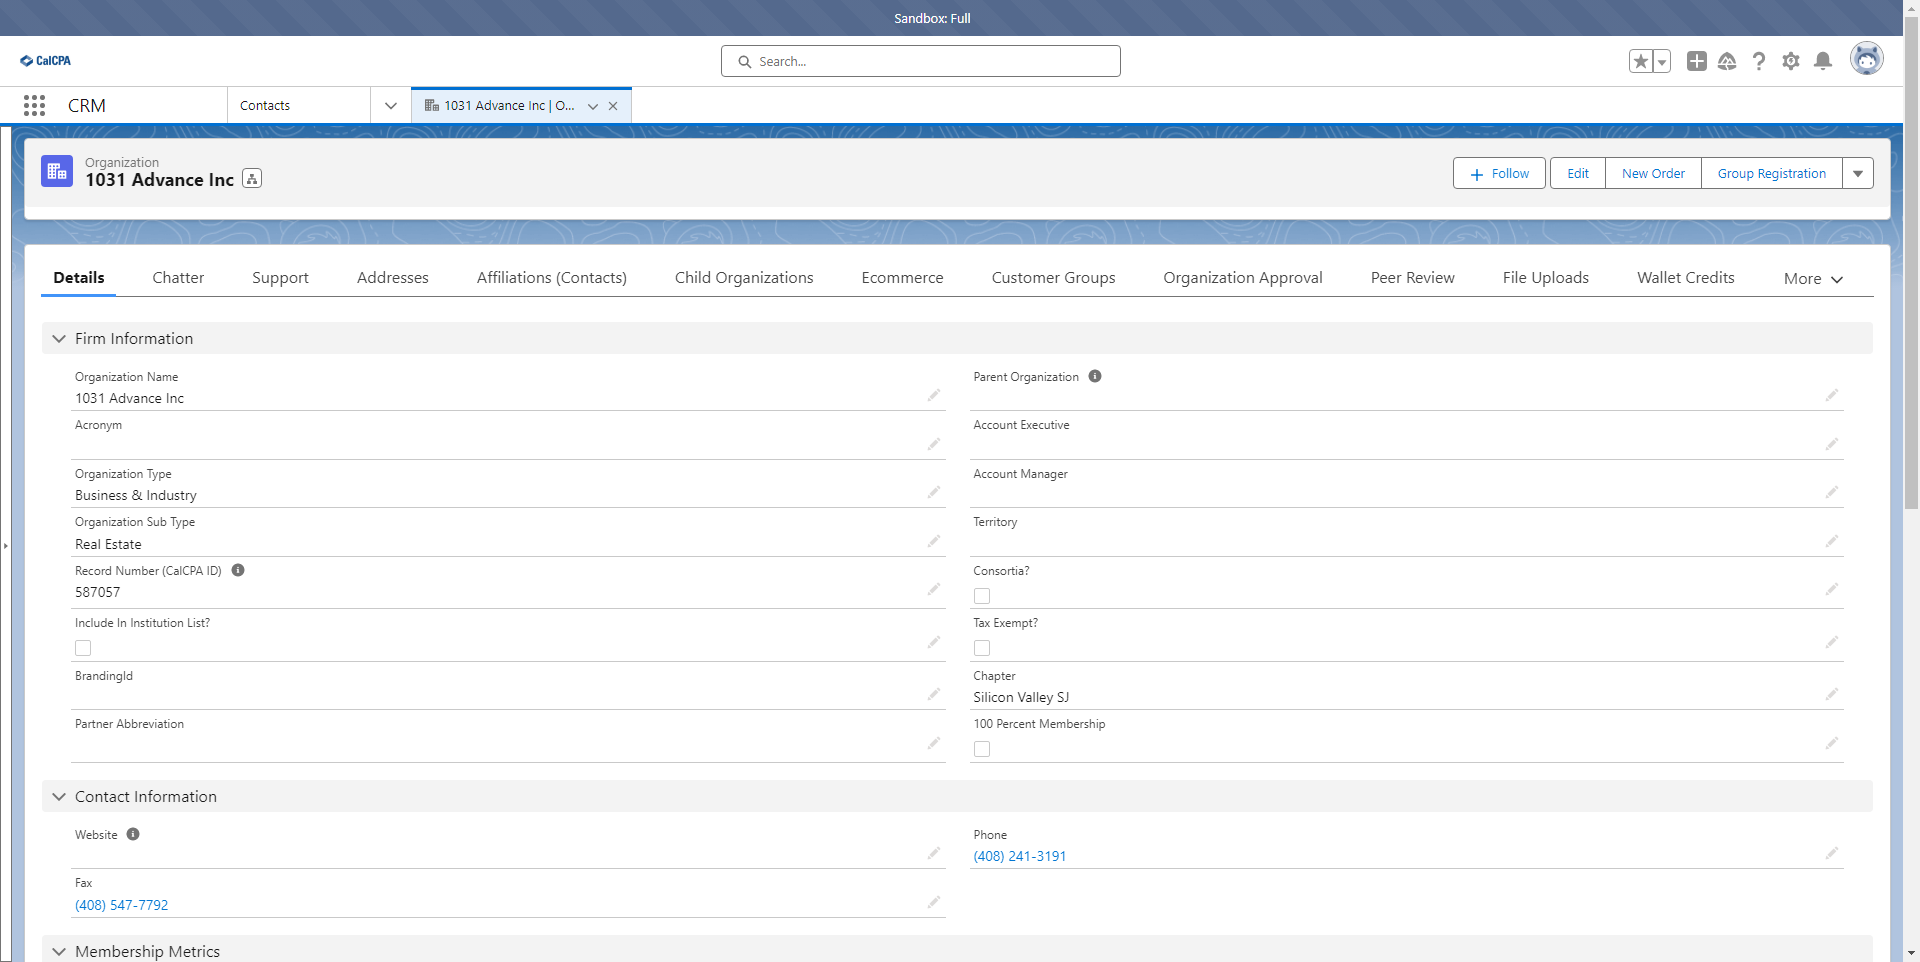 Sandbox: Full
CalCPA
Search...
CRM
Contacts
1031 Advance Inc | O...
Organization
1031 Advance Inc
Follow
Edit
New Order
Group Registration
Details
Chatter
Support
Addresses
Affiliations (Contacts)
Child Organizations
Ecommerce
Customer Groups
Organization Approval
Peer Review
File Uploads
Wallet Credits
More
Firm Information
Organization Name
1031 Advance Inc
Parent Organization
Acronym
Account Executive
Organization Type
Business & Industry
Account Manager
Organization Sub Type
Real Estate
Territory
Record Number (CalCPA ID)
587057
Consortia?
Include In Institution List?
Tax Exempt?
BrandingId
Chapter
Silicon Valley SJ
Partner Abbreviation
100 Percent Membership
Contact Information
Website
Phone
(408) 241-3191
Fax
(408) 547-7792
Membership Metrics